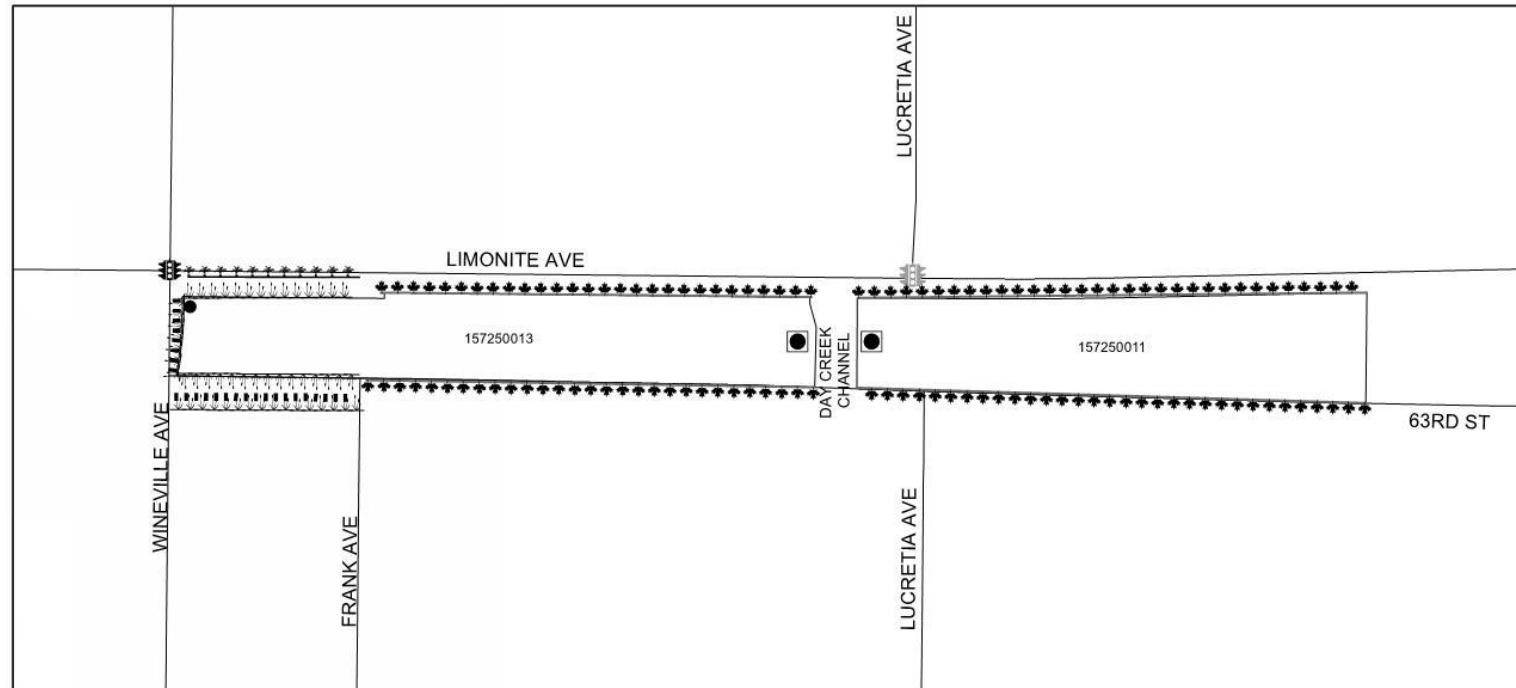 LUCRETIA AVE
LIMONITE AVE
157250013
DAY CREEK
CHANNEL
157250011
63RD ST
WINEVILLE AVE
FRANK AVE
LUCRETIA AVE